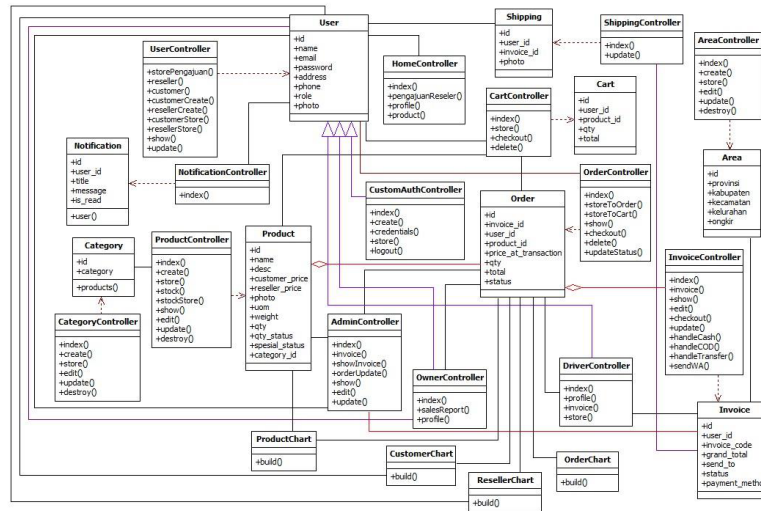 User
+id
+name
+email
+password
+address
+phone
+role
+photo
Shipping
+id
+user_id
+invoice_id
+photo
ShippingController
+index()
+update()
AreaController
+index()
+create()
+store()
+edit()
+update()
+destroy()
UserController
+storePengajuan()
+reseller()
+customer()
+customerCreate()
+resellerCreate()
+customerStore()
+resellerStore()
+show()
+update()
HomeController
+index()
+pengajuanReseler()
+profile()
+product()
CartController
+index()
+store()
+checkout()
+delete()
Cart
+id
+user_id
+product_id
+qty
+total
Notification
+id
+user_id
+title
+message
+is_read
+user()
NotificationController
+index()
CustomAuthController
+index()
+create()
+credentials()
+store()
+logout()
OrderController
+index()
+storeToOrder()
+storeToCart()
+show()
+checkout()
+delete()
+updateStatus()
Area
+id
+provinsi
+kabupaten
+kecamatan
+kelurahan
+ongkir
Category
+id
+category
+products()
ProductController
+index()
+create()
+store()
+stock()
+stockStore()
+show()
+edit()
+update()
+destroy()
Product
+id
+name
+desc
+customer_price
+reseller_price
+photo
+uom
+weight
+qty
+qty_status
+spesial_status
+category_id
Order
+id
+invoice_id
+user_id
+product_id
+price_at_transaction
+qty
+total
+status
InvoiceController
+index()
+invoice()
+show()
+edit()
+checkout()
+update()
+handleCash()
+handleCOD()
+handleTransfer()
+sendWA()
CategoryController
+index()
+create()
+store()
+edit()
+update()
+destroy()
AdminController
+index()
+invoice()
+showInvoice()
+orderUpdate()
+show()
+edit()
+update()
OwnerController
+index()
+salesReport()
+profile()
DriverController
+index()
+profile()
+invoice()
+store()
Invoice
+id
+user_id
+invoice_code
+grand_total
+send_to
+status
+payment_metho
ProductChart
+build()
CustomerChart
+build()
ResellerChart
+build()
OrderChart
+build()